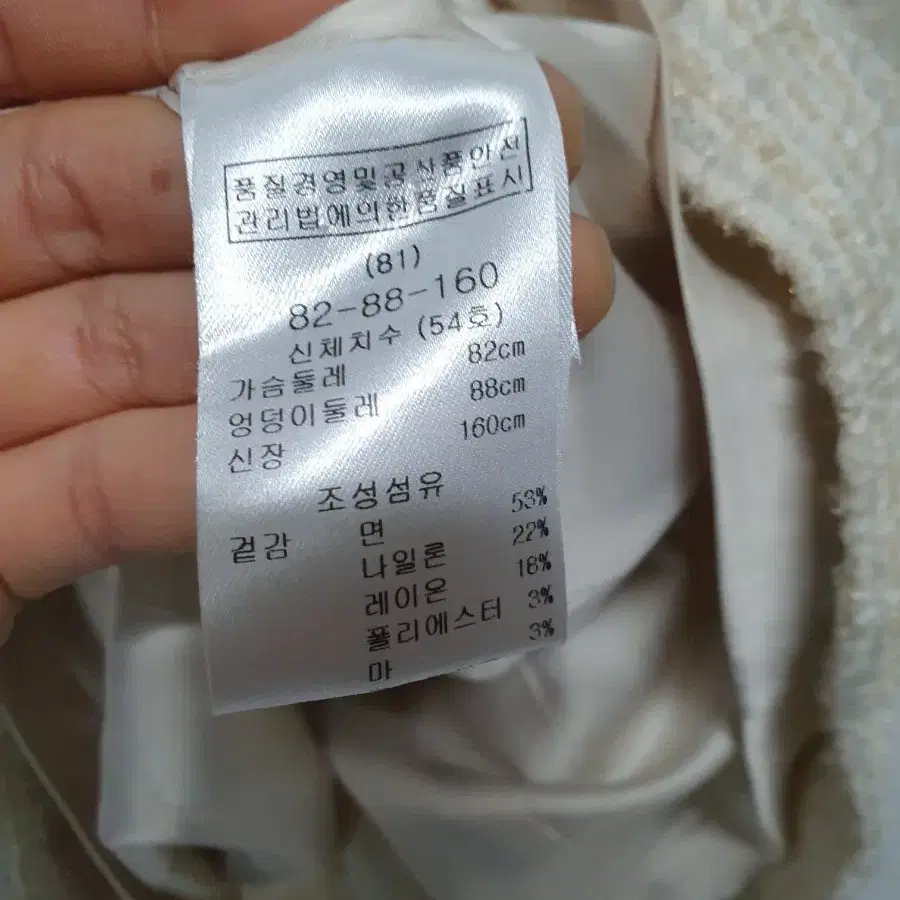 품질경영및공산품안전
관리법에의한품질표시
(81)
82-88-160
신체치수 (54호)
가슴둘레 82cm
엉덩이둘레 88cm
신장 160cm
조성섬유
겉감 면 53%
나일론 22%
레이온 18%
폴리에스터 3%
마 3%